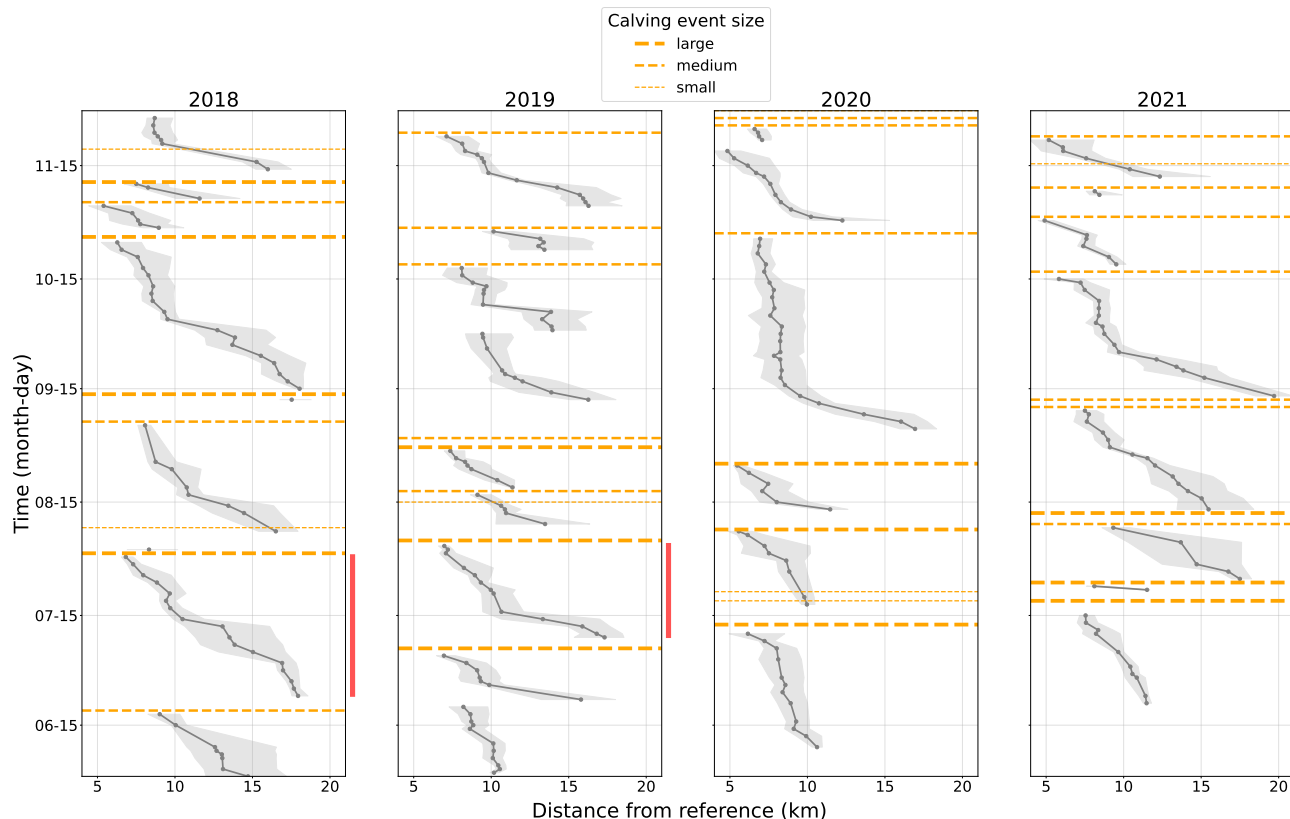 Calving event size
large
medium
small
2018
2019
2020
2021
Time (month-day)
11-15
10-15
09-15
08-15
07-15
06-15
5 10 15 20
5 10 15 20
5 10 15 20
5 10 15 20
Distance from reference (km)